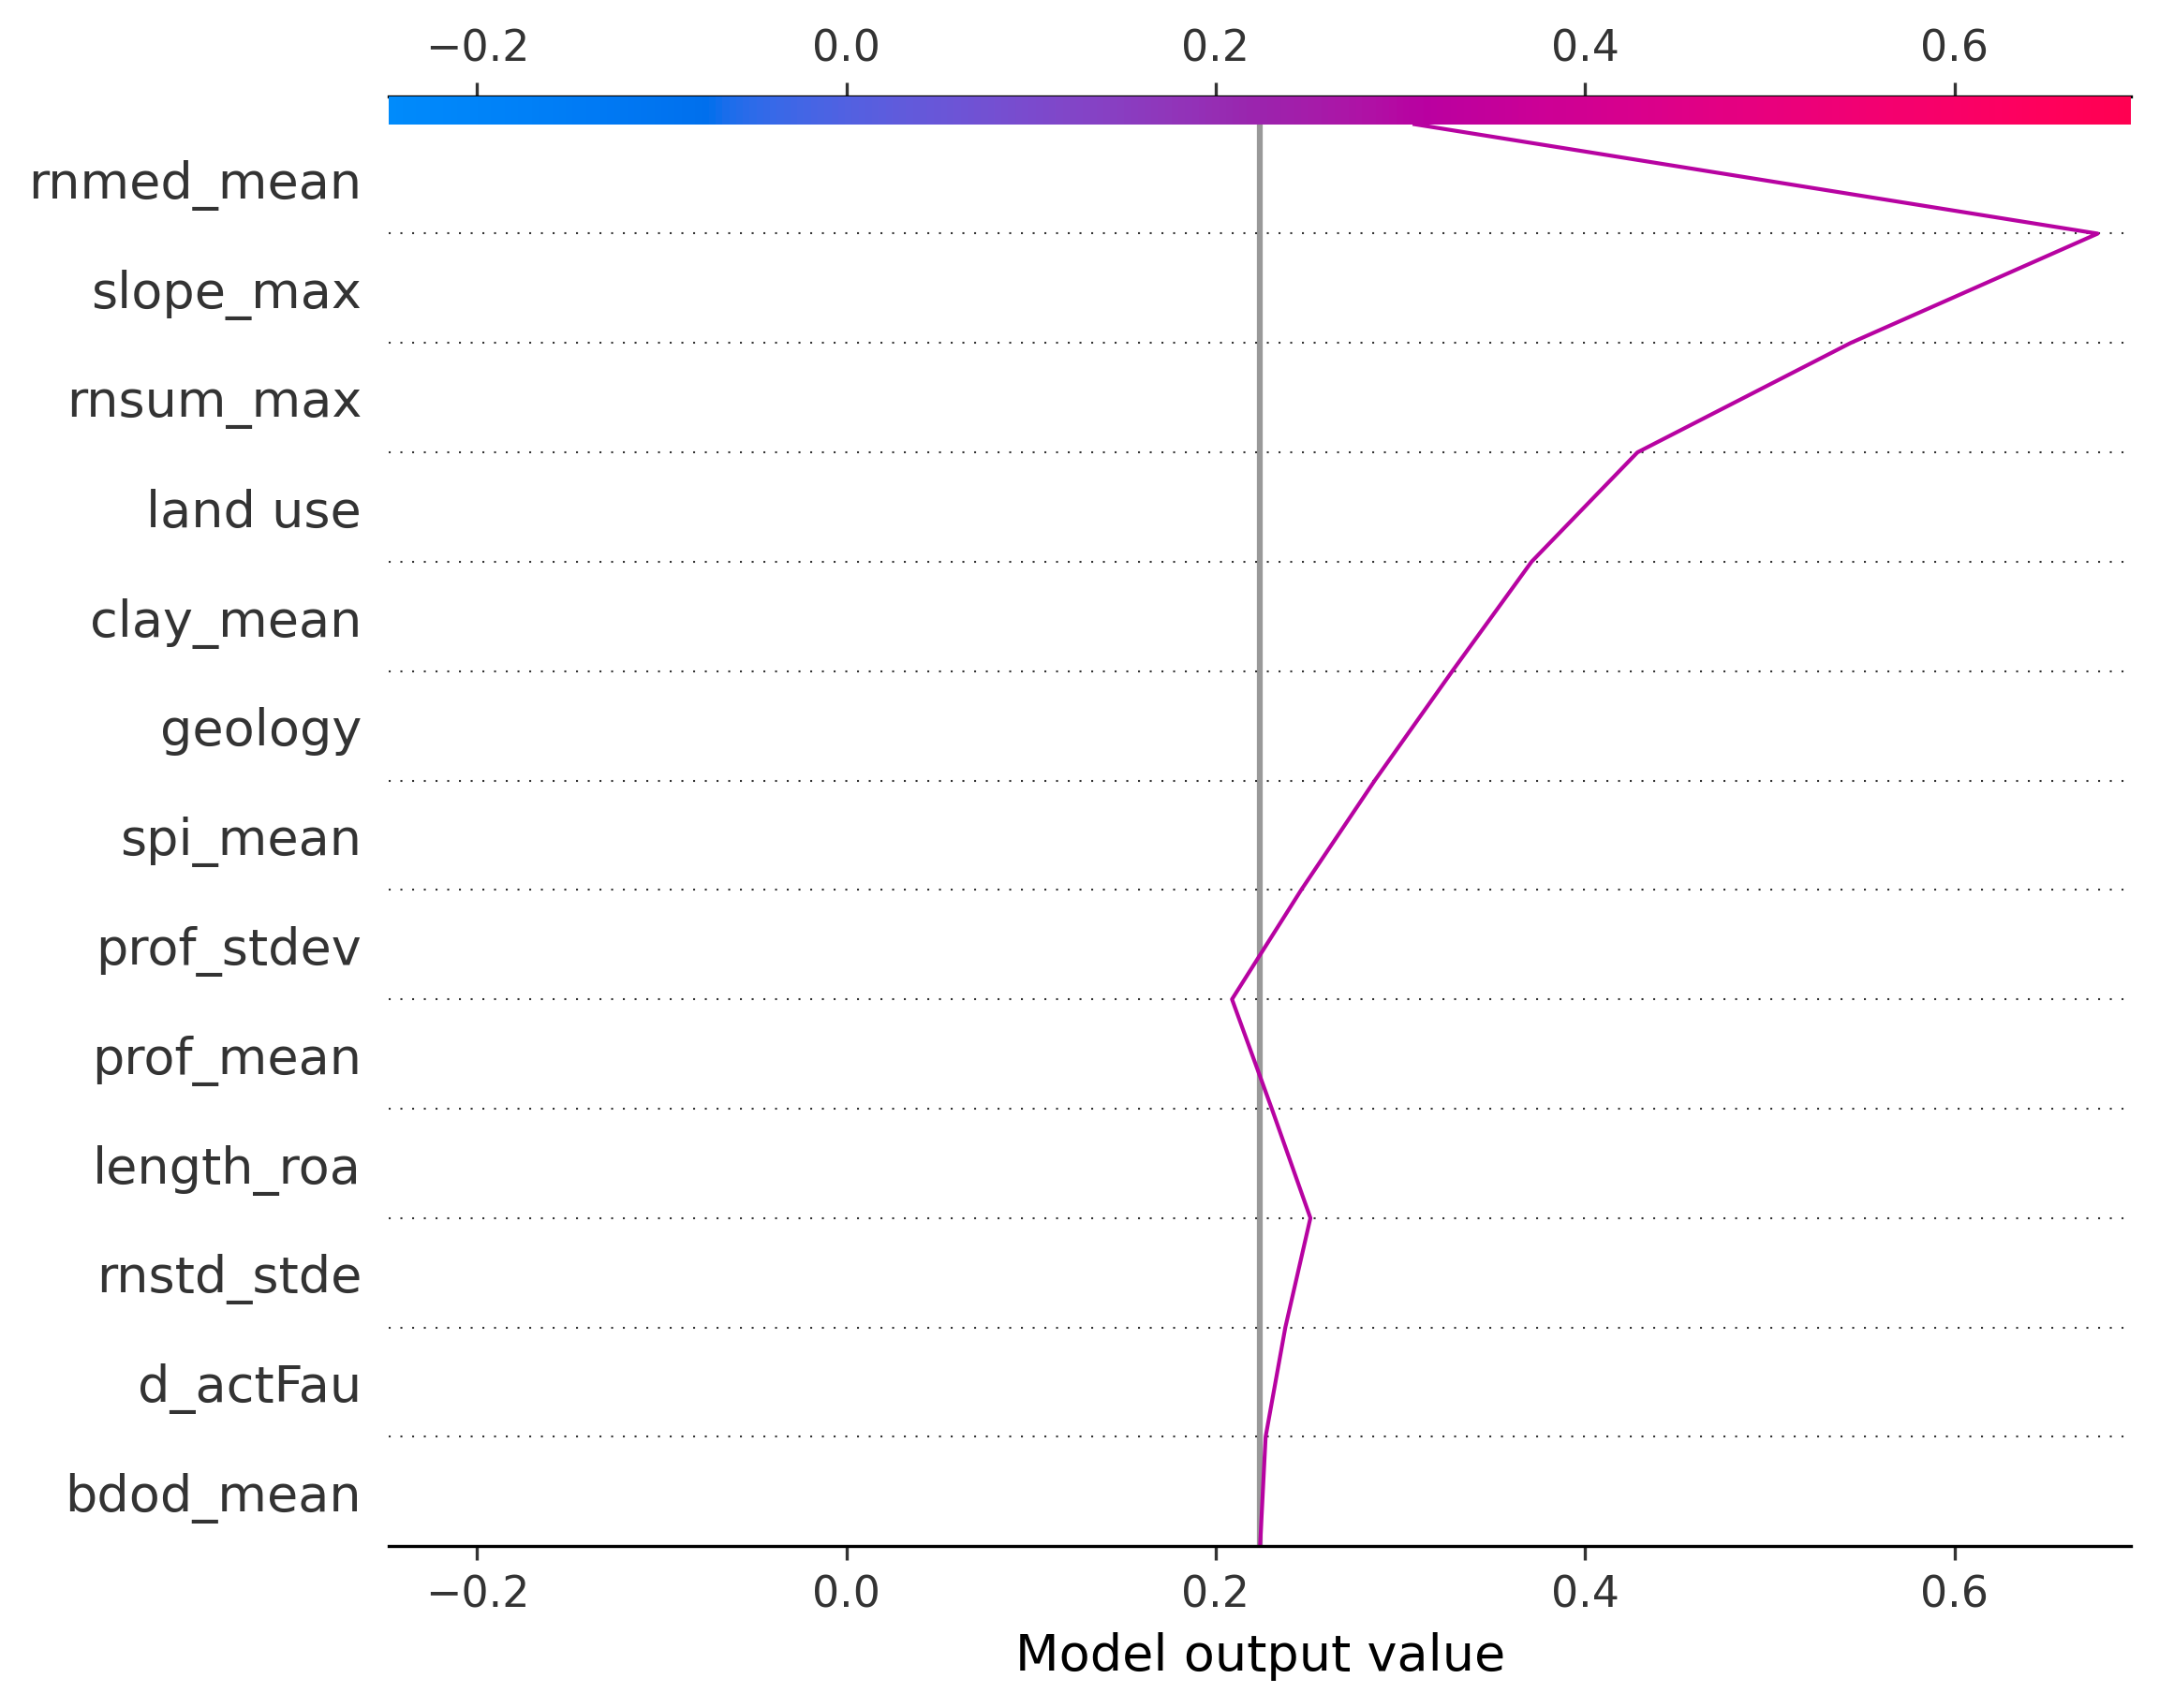 −0.2 0.0 0.2 0.4 0.6
rnmed_mean
slope_max
rnsum_max
land use
clay_mean
geology
spi_mean
prof_stdev
prof_mean
length_roa
rnstd_stde
d_actFau
bdod_mean
−0.2 0.0 0.2 0.4 0.6
Model output value